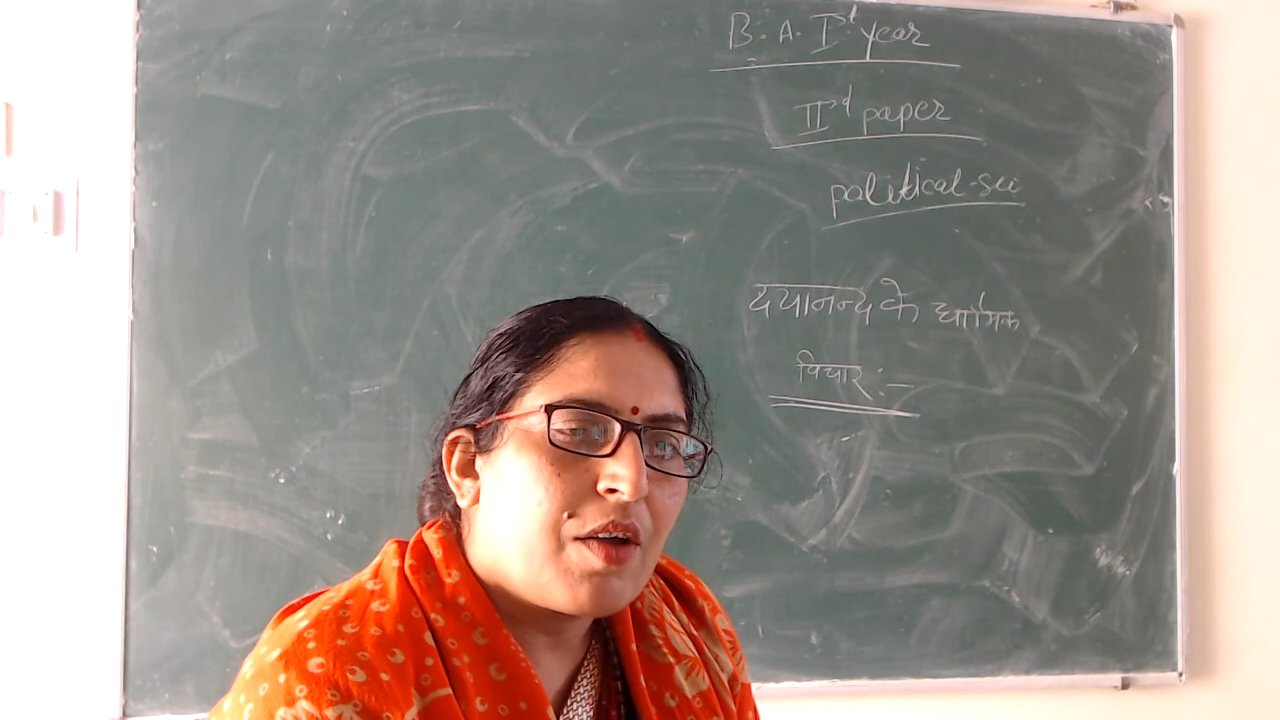 B. A. Ist year
IInd paper
political-sci
दयानन्द के धार्मिक
विचार :-